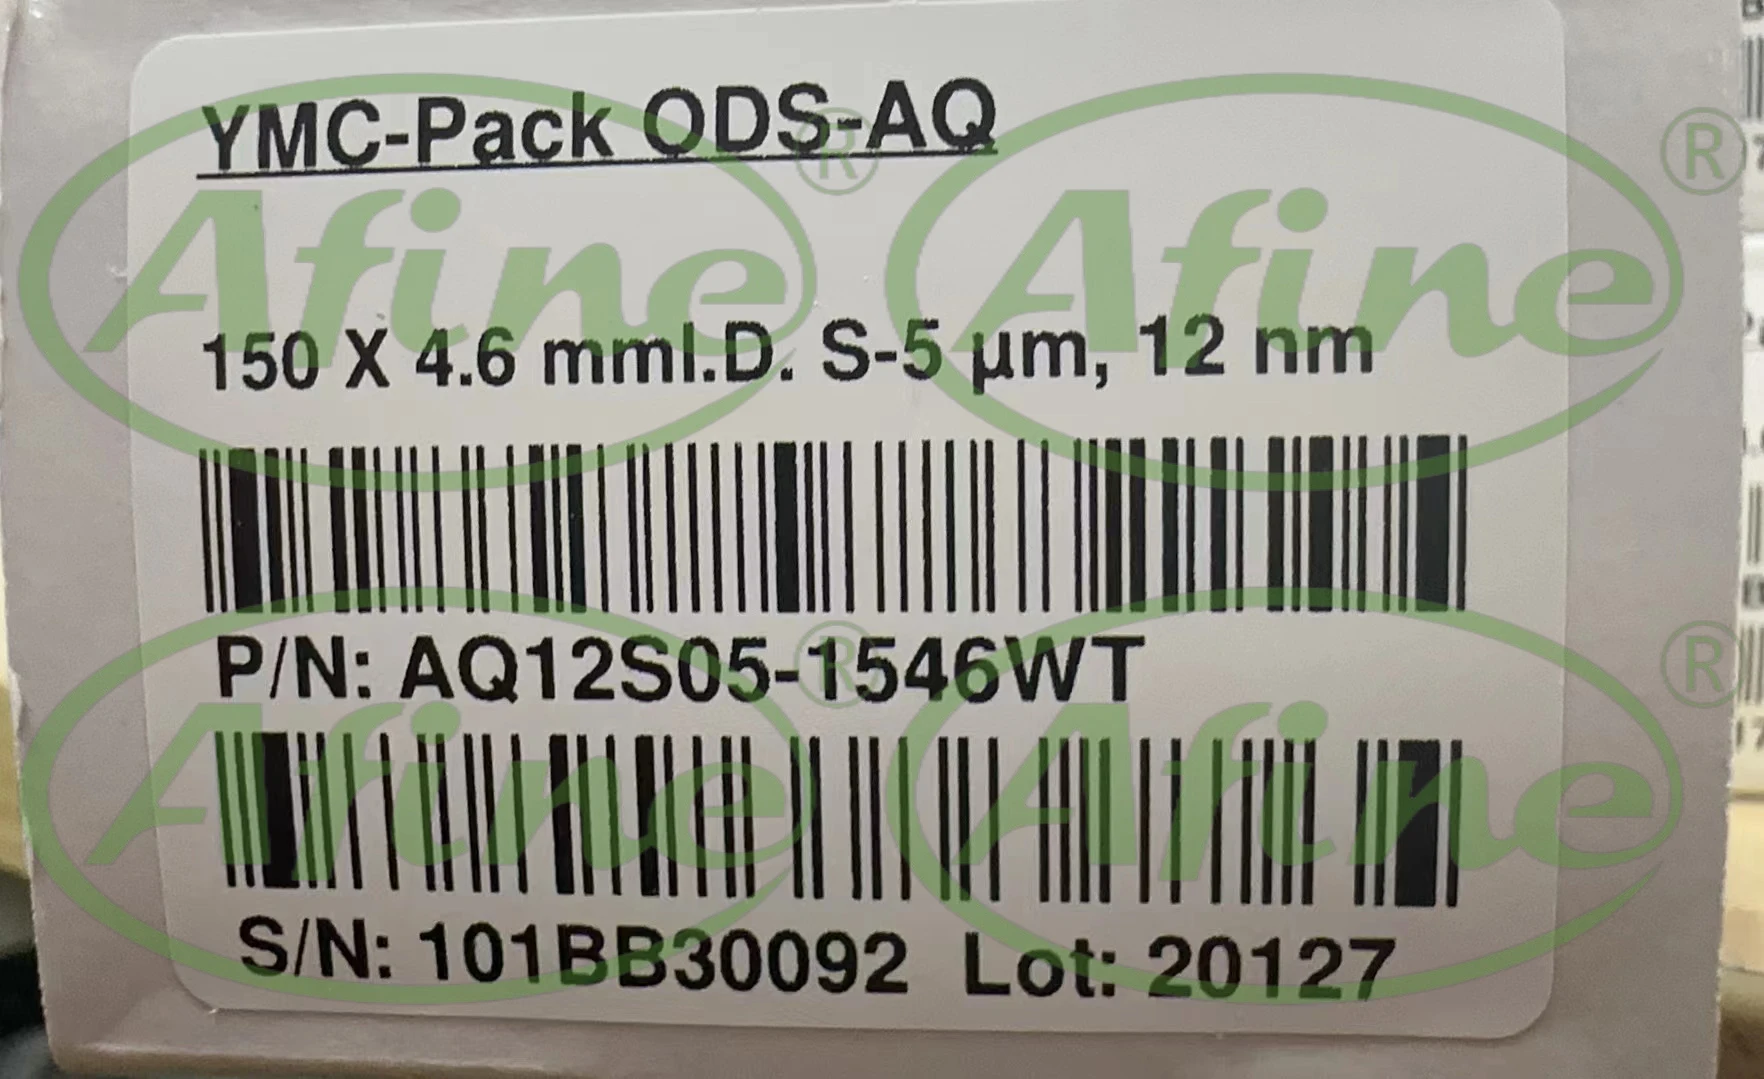 YMC-Pack ODS-AQ
150 X 4.6 mmI.D. S-5 µm, 12 nm
P/N: AQ12S05-1546WT
S/N: 101BB30092 Lot: 20127
Afine ®
Afine ®
Afine ®
Afine ®